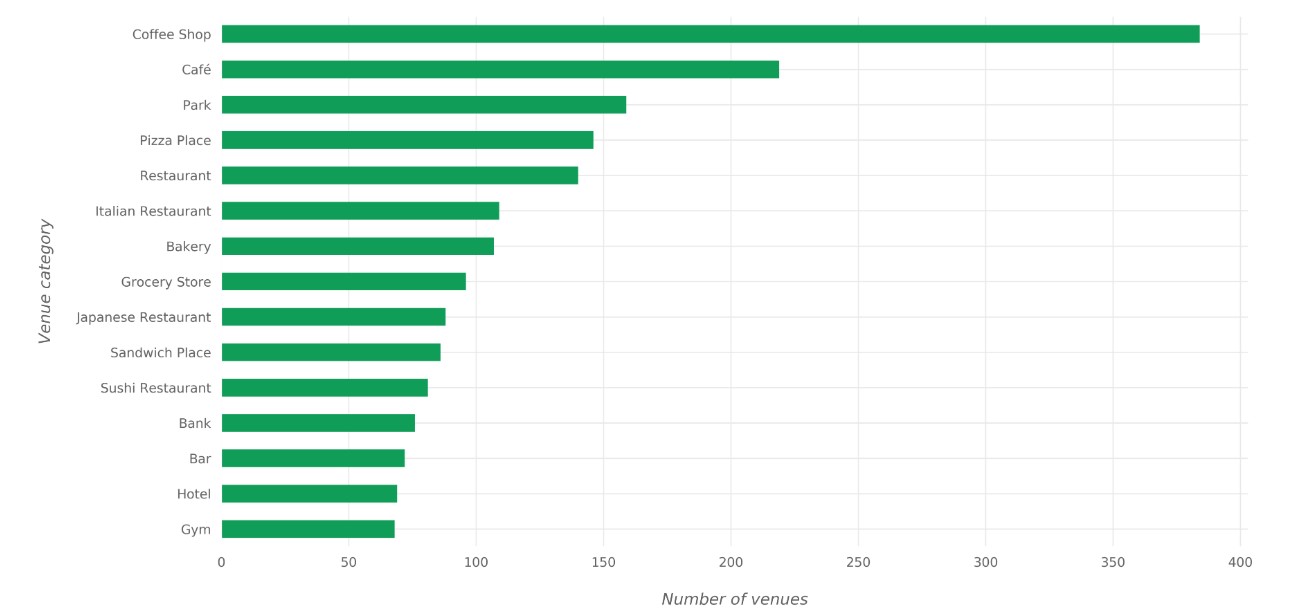 Coffee Shop
Café
Park
Pizza Place
Restaurant
Italian Restaurant
Bakery
Grocery Store
Japanese Restaurant
Sandwich Place
Sushi Restaurant
Bank
Bar
Hotel
Gym
Venue category
0 50 100 150 200 250 300 350 400
Number of venues